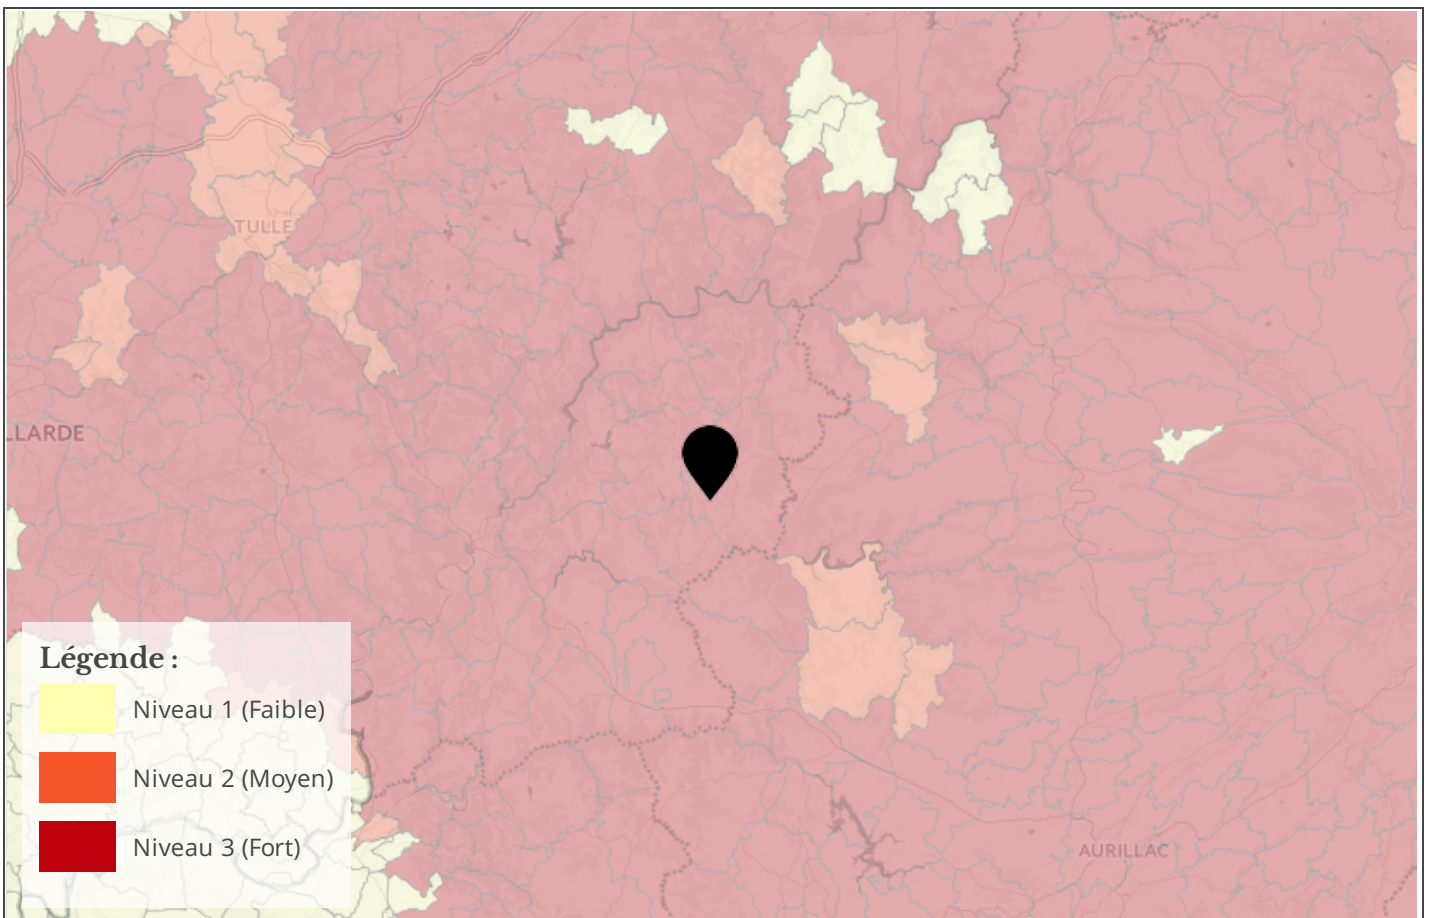 TULLE
LLARDE
Légende :
Niveau 1 (Faible)
Niveau 2 (Moyen)
Niveau 3 (Fort)
AURILLAC